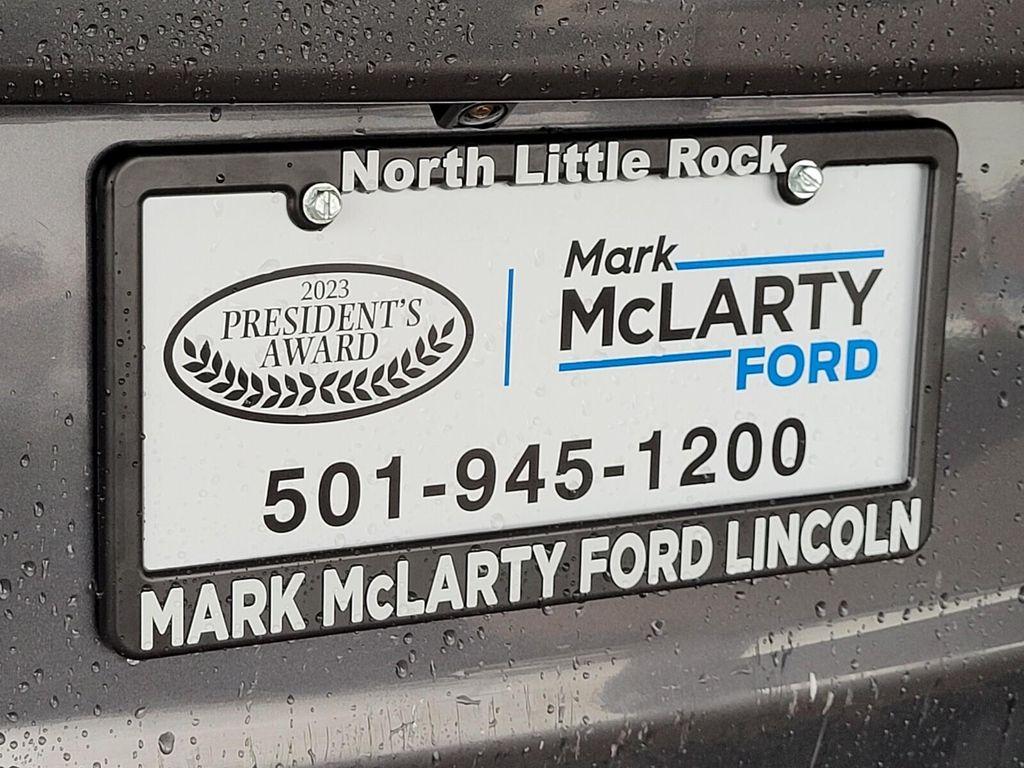 North Little Rock
2023
PRESIDENT'S
AWARD
Mark
McLARTY
FORD
501-945-1200
MARK McLARTY FORD LINCOLN